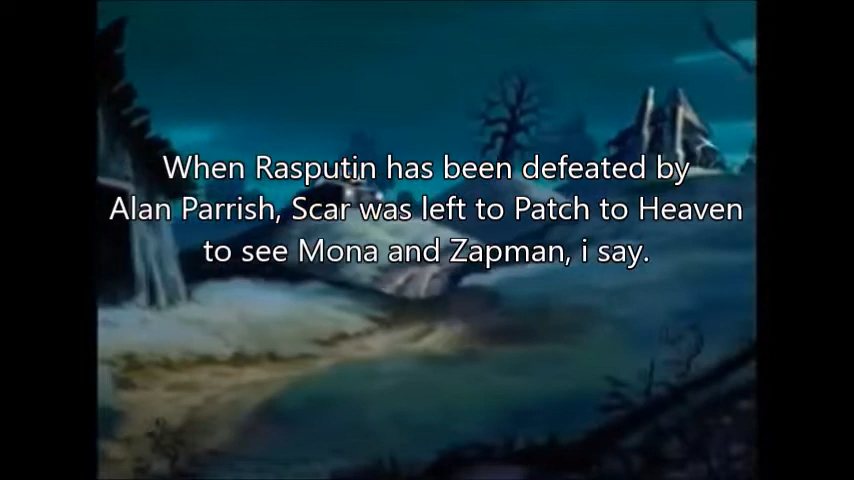 When Rasputin has been defeated by
Alan Parrish, Scar was left to Patch to Heaven
to see Mona and Zapman, i say.